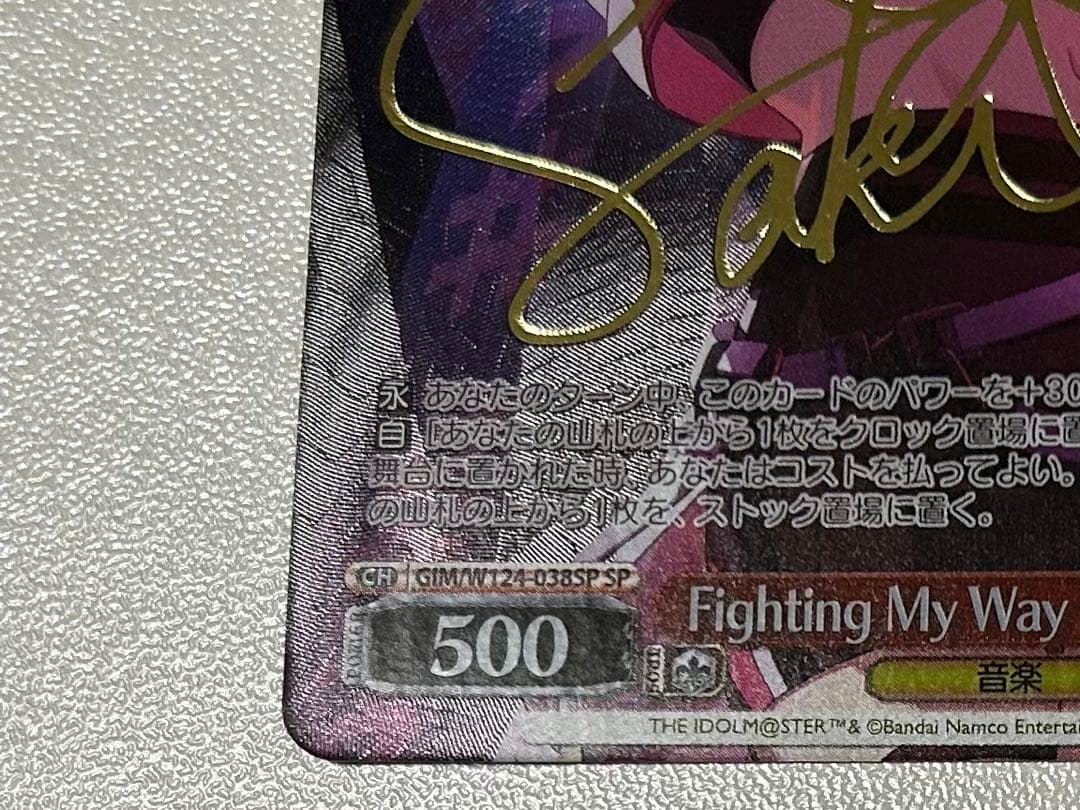 Saki
永 あなたのターン中、このカードのパワーを＋30
自 ［あなたの山札の上から1枚をクロック置場に置
舞台に置かれた時、あなたはコストを払ってよい。
の山札の上から1枚を、ストック置場に置く。
CH GIM/W124-038SP SP
Fighting My Way
500
POWER
SOUL
音楽
THE IDOLM@STER™& ©Bandai Namco Enterta